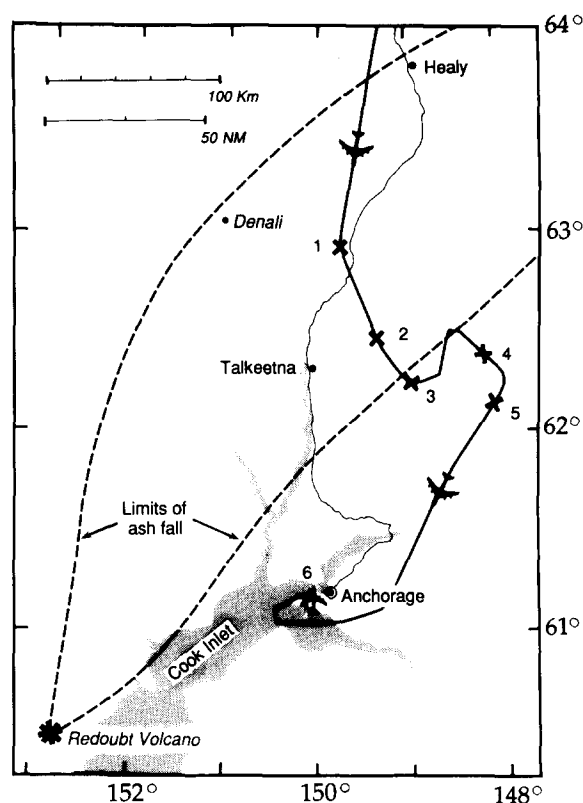 64°
Healy
100 Km
50 NM
Denali
63°
1
2
Talkeetna
3
4
5
62°
Limits of
ash fall
6
Anchorage
61°
Cook Inlet
Redoubt Volcano
152°
150°
148°